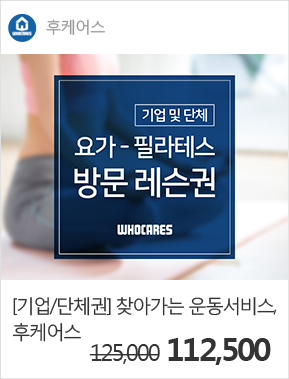 후케어스
기업 및 단체
요가 - 필라테스
방문 레슨권
WHOCARES
[기업/단체권] 찾아가는 운동서비스,
후케어스
125,000 112,500